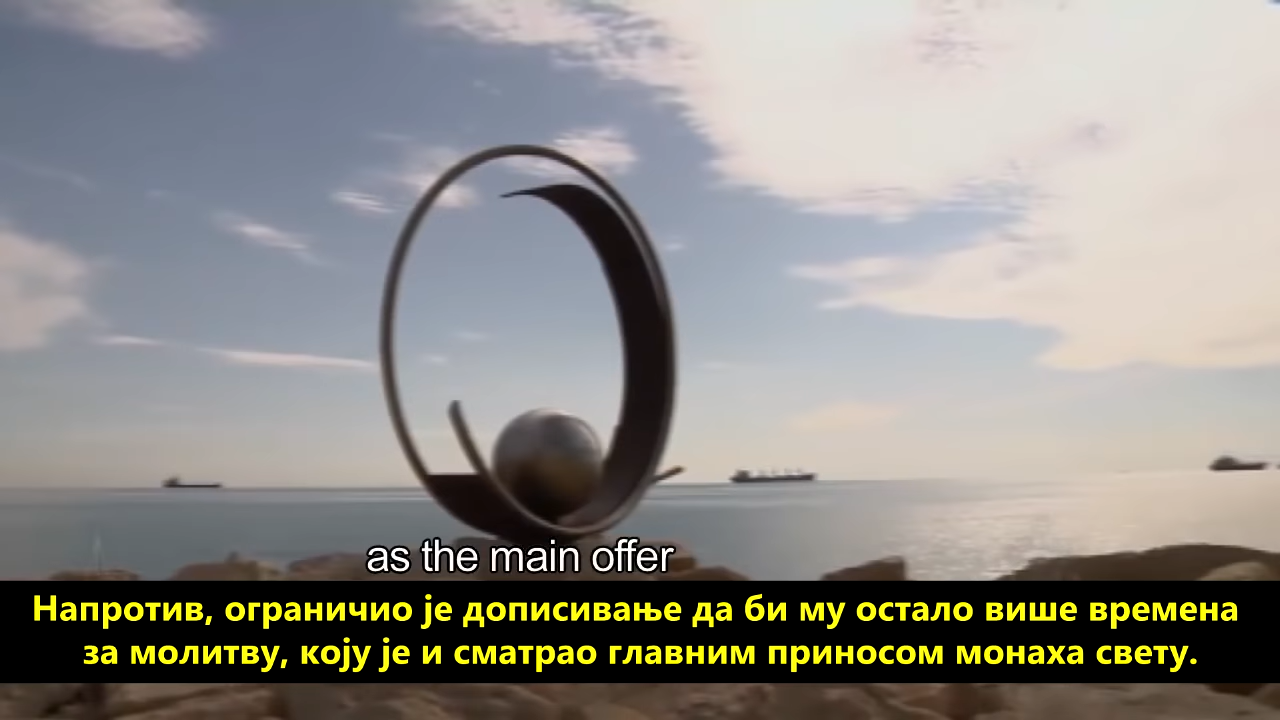 as the main offer
Напротив, ограничио је дописивање да би му остало више времена
за молитву, коју је и сматрао главним приносом монаха свету.